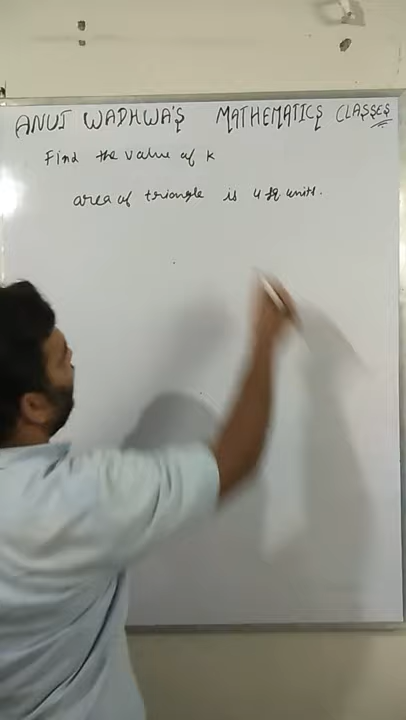 ANUJ WADHWA'S MATHEMATICS CLASSES
Find the value of k
area of triangle is 4 sq units.